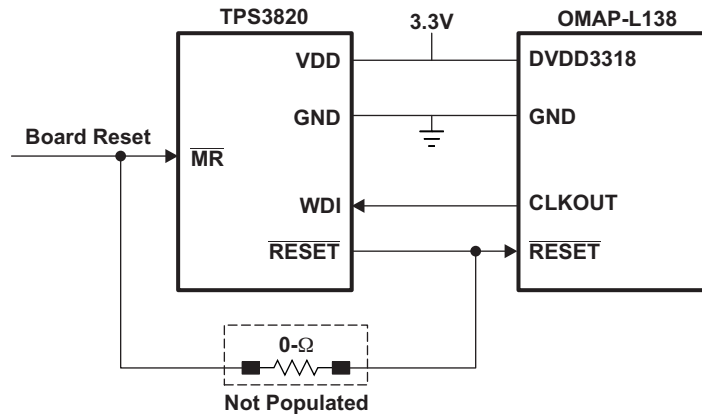 TPS3820
3.3V
OMAP-L138
VDD
DVDD3318
GND
GND
Board Reset
MR
WDI
CLKOUT
RESET
RESET
0-Ω
Not Populated